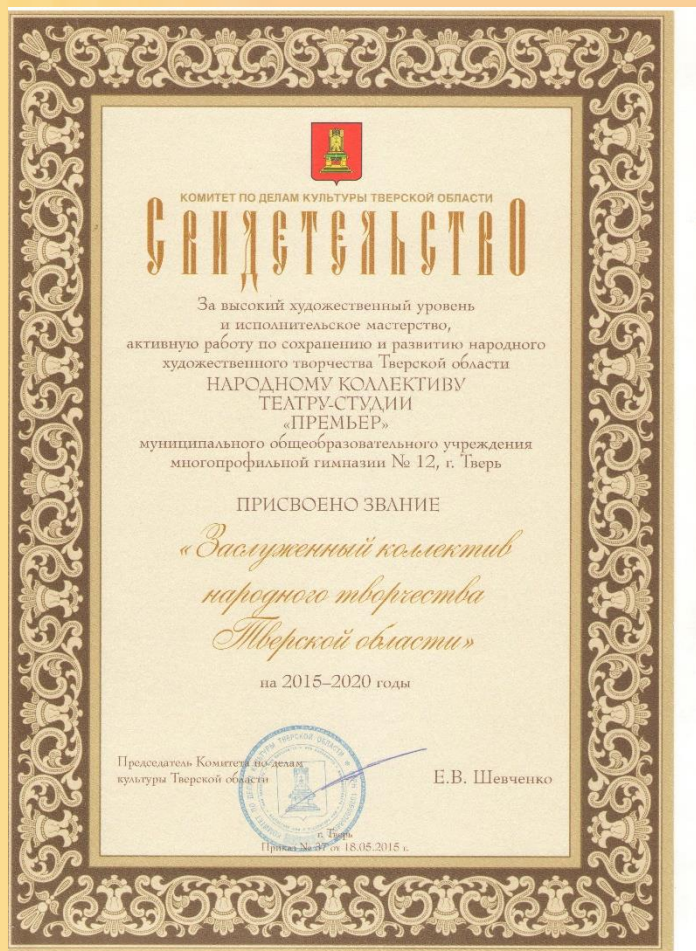 КОМИТЕТ ПО ДЕЛАМ КУЛЬТУРЫ ТВЕРСКОЙ ОБЛАСТИ
СВИДЕТЕЛЬСТВО
За высокий художественный уровень
и исполнительское мастерство,
активную работу по сохранению и развитию народного
художественного творчества Тверской области
НАРОДНОМУ КОЛЛЕКТИВУ
ТЕАТРУ-СТУДИИ
«ПРЕМЬЕР»
муниципального общеобразовательного учреждения
многопрофильной гимназии № 12, г. Тверь
ПРИСВОЕНО ЗВАНИЕ
«Заслуженный коллектив
народного творчества
Тверской области»
на 2015–2020 годы
Председатель Комитета по делам
культуры Тверской области
Е.В. Шевченко
г. Тверь
Приказ № 37 от 18.05.2015 г.